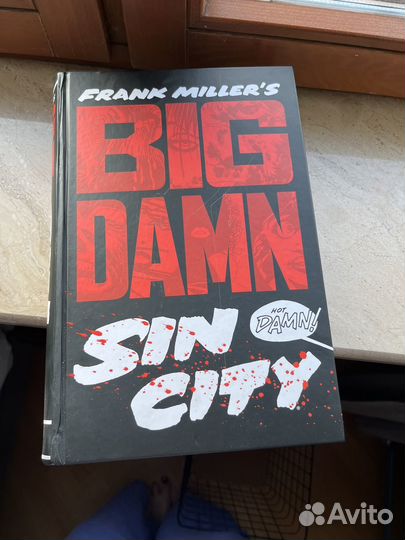 FRANK MILLER'S
BIG
DAMN
HOT
DAMN!
SIN
CITY
Avito